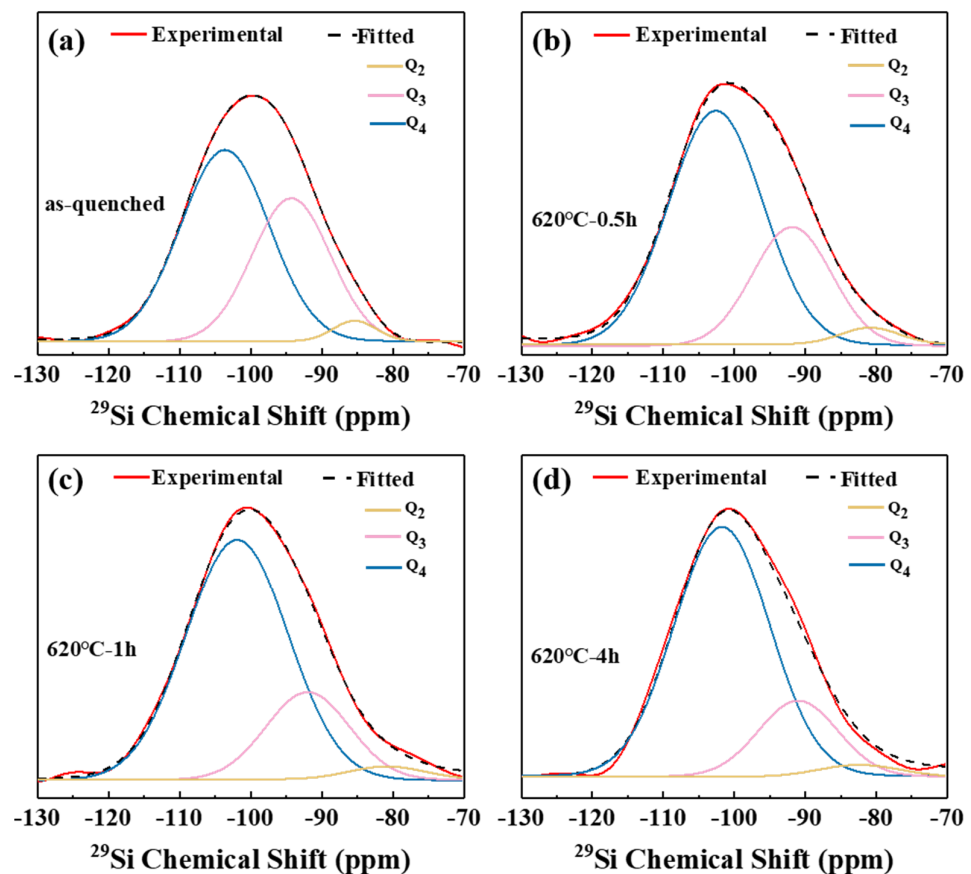 (a) Experimental Fitted
Q2
Q3
Q4
as-quenched
-130 -120 -110 -100 -90 -80 -70
29Si Chemical Shift (ppm)
(b) Experimental Fitted
Q2
Q3
Q4
620°C-0.5h
-130 -120 -110 -100 -90 -80 -70
29Si Chemical Shift (ppm)
(c) Experimental Fitted
Q2
Q3
Q4
620°C-1h
-130 -120 -110 -100 -90 -80 -70
29Si Chemical Shift (ppm)
(d) Experimental Fitted
Q2
Q3
Q4
620°C-4h
-130 -120 -110 -100 -90 -80 -70
29Si Chemical Shift (ppm)